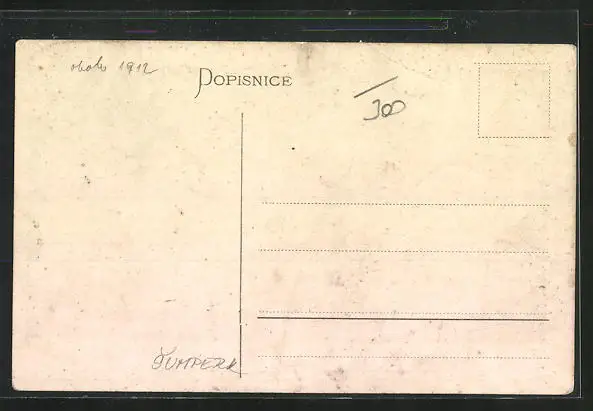 okolo 1912
DOPISNICE
300
ŠUMPERK